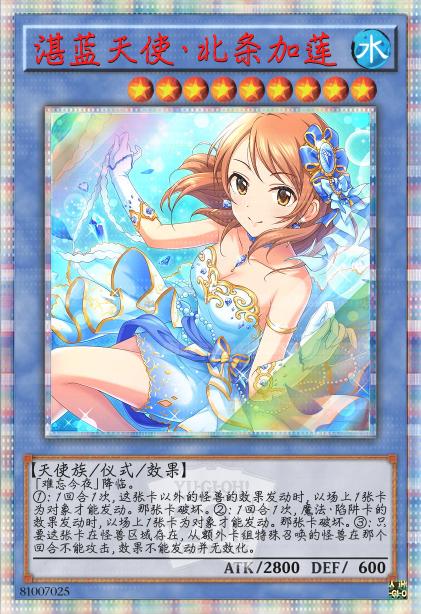 湛蓝天使·北条加莲
水
【天使族/仪式/效果】
「难忘今夜」降临。
①:1回合1次,这张卡以外的怪兽的效果发动时,以场上1张卡
为对象才能发动。那张卡破坏。②:1回合1次,魔法·陷阱卡的
效果发动时,以场上1张卡为对象才能发动。那张卡破坏。③:只
要这张卡在怪兽区域存在,从额外卡组特殊召唤的怪兽在那个
回合不能攻击,效果不能发动并无效化。
YU-GI-OH!
ATK/2800 DEF/ 600
81007025